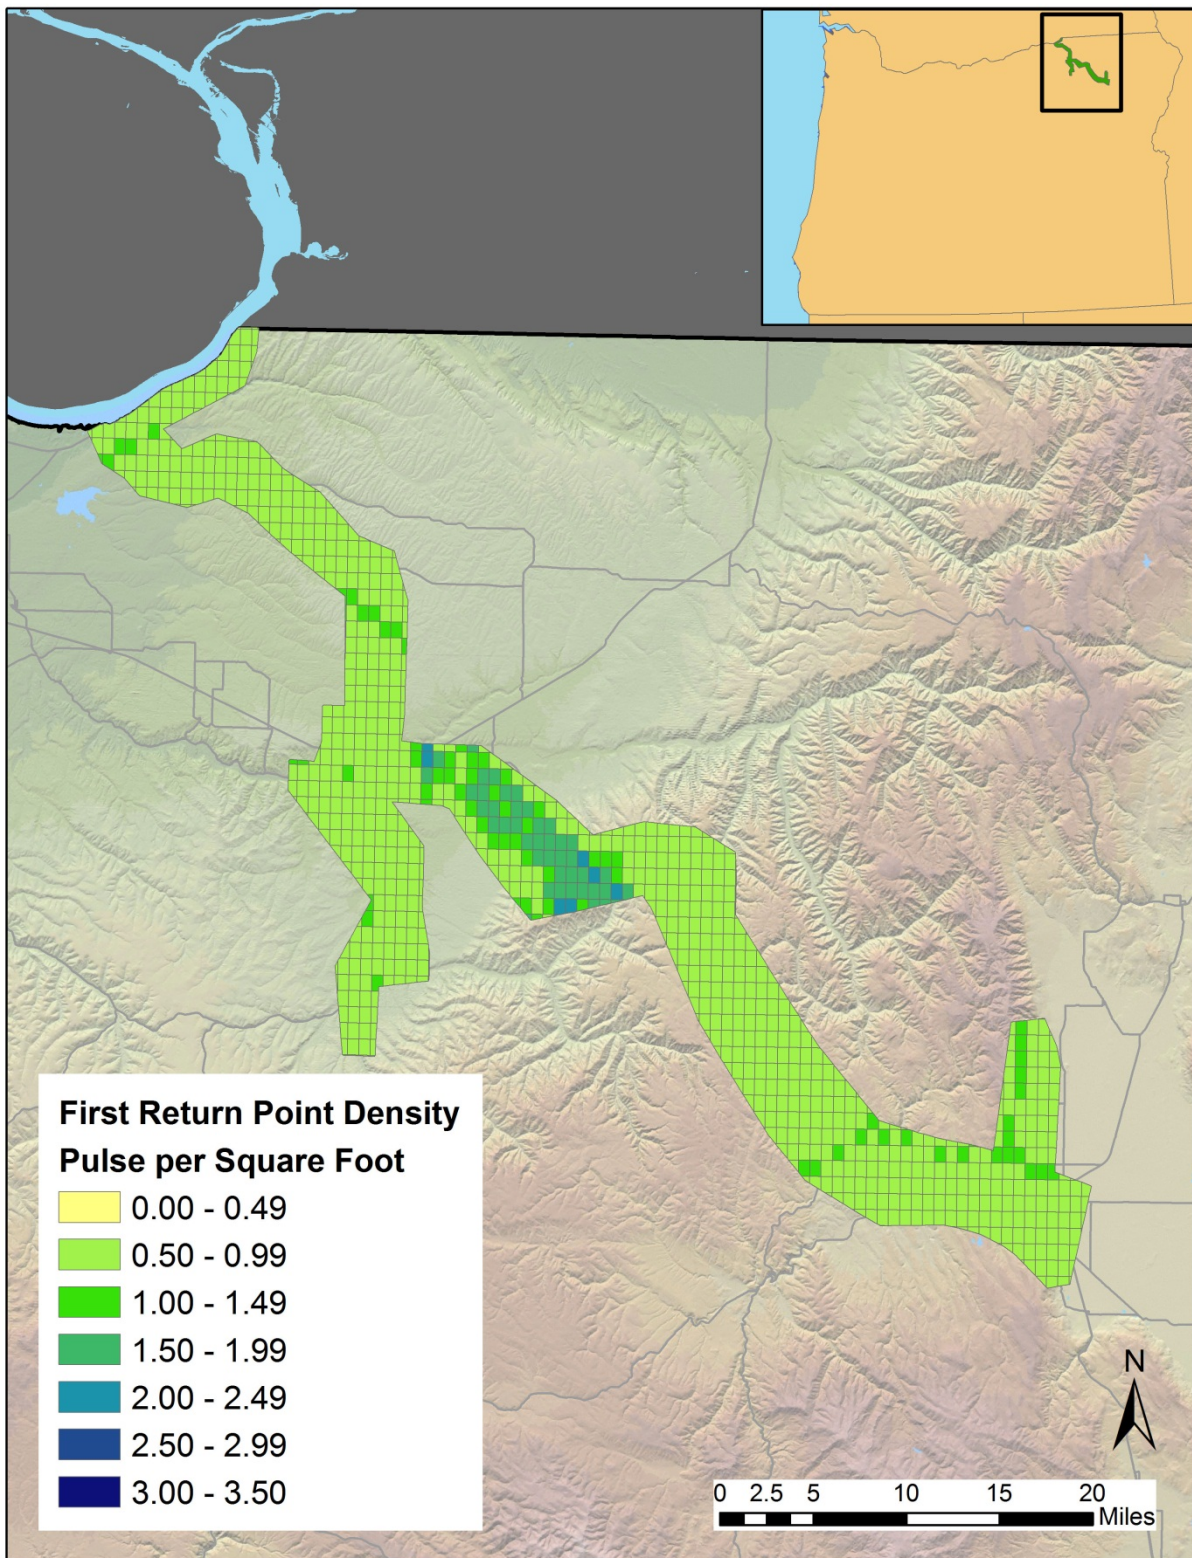 First Return Point Density
Pulse per Square Foot
0.00 - 0.49
0.50 - 0.99
1.00 - 1.49
1.50 - 1.99
2.00 - 2.49
2.50 - 2.99
3.00 - 3.50
N
0 2.5 5 10 15 20
Miles